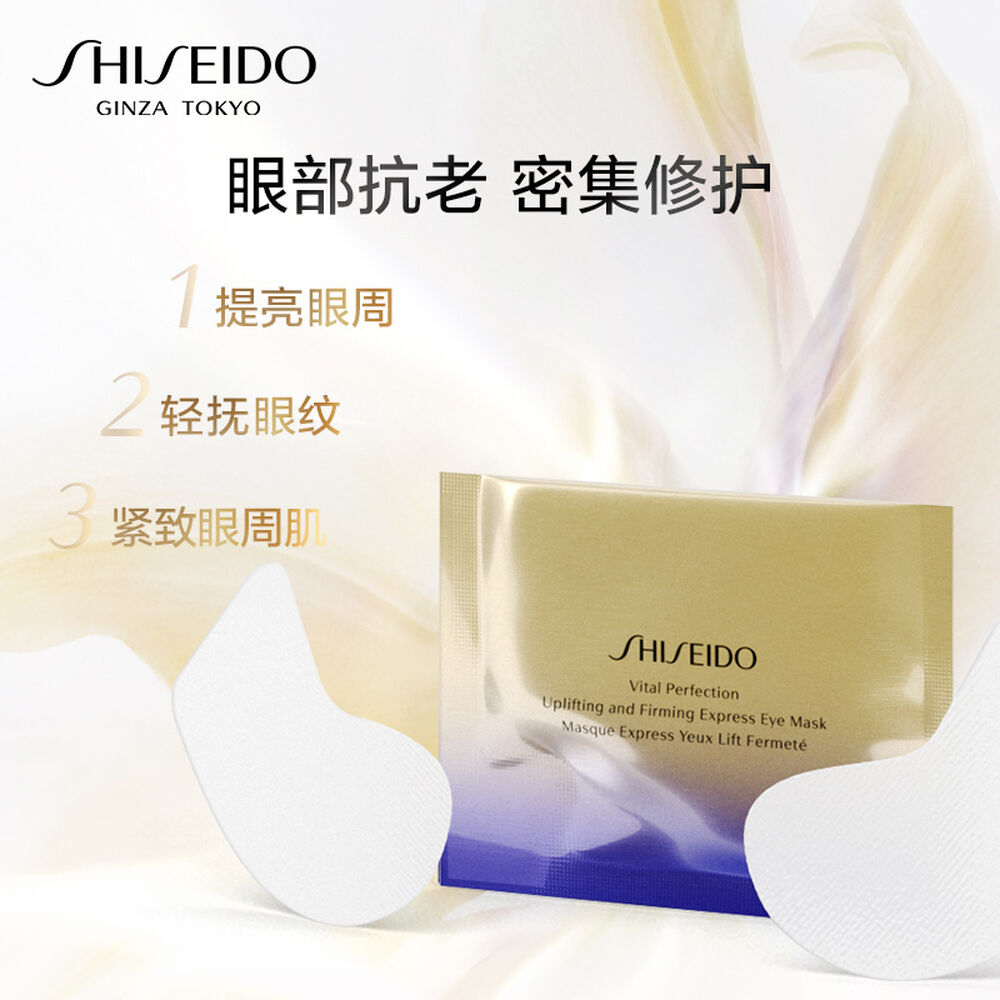 SHISEIDO
GINZA TOKYO
眼部抗老 密集修护
1 提亮眼周
2 轻抚眼纹
3 紧致眼周肌
SHISEIDO
Vital Perfection
Uplifting and Firming Express Eye Mask
Masque Express Yeux Lift Fermeté